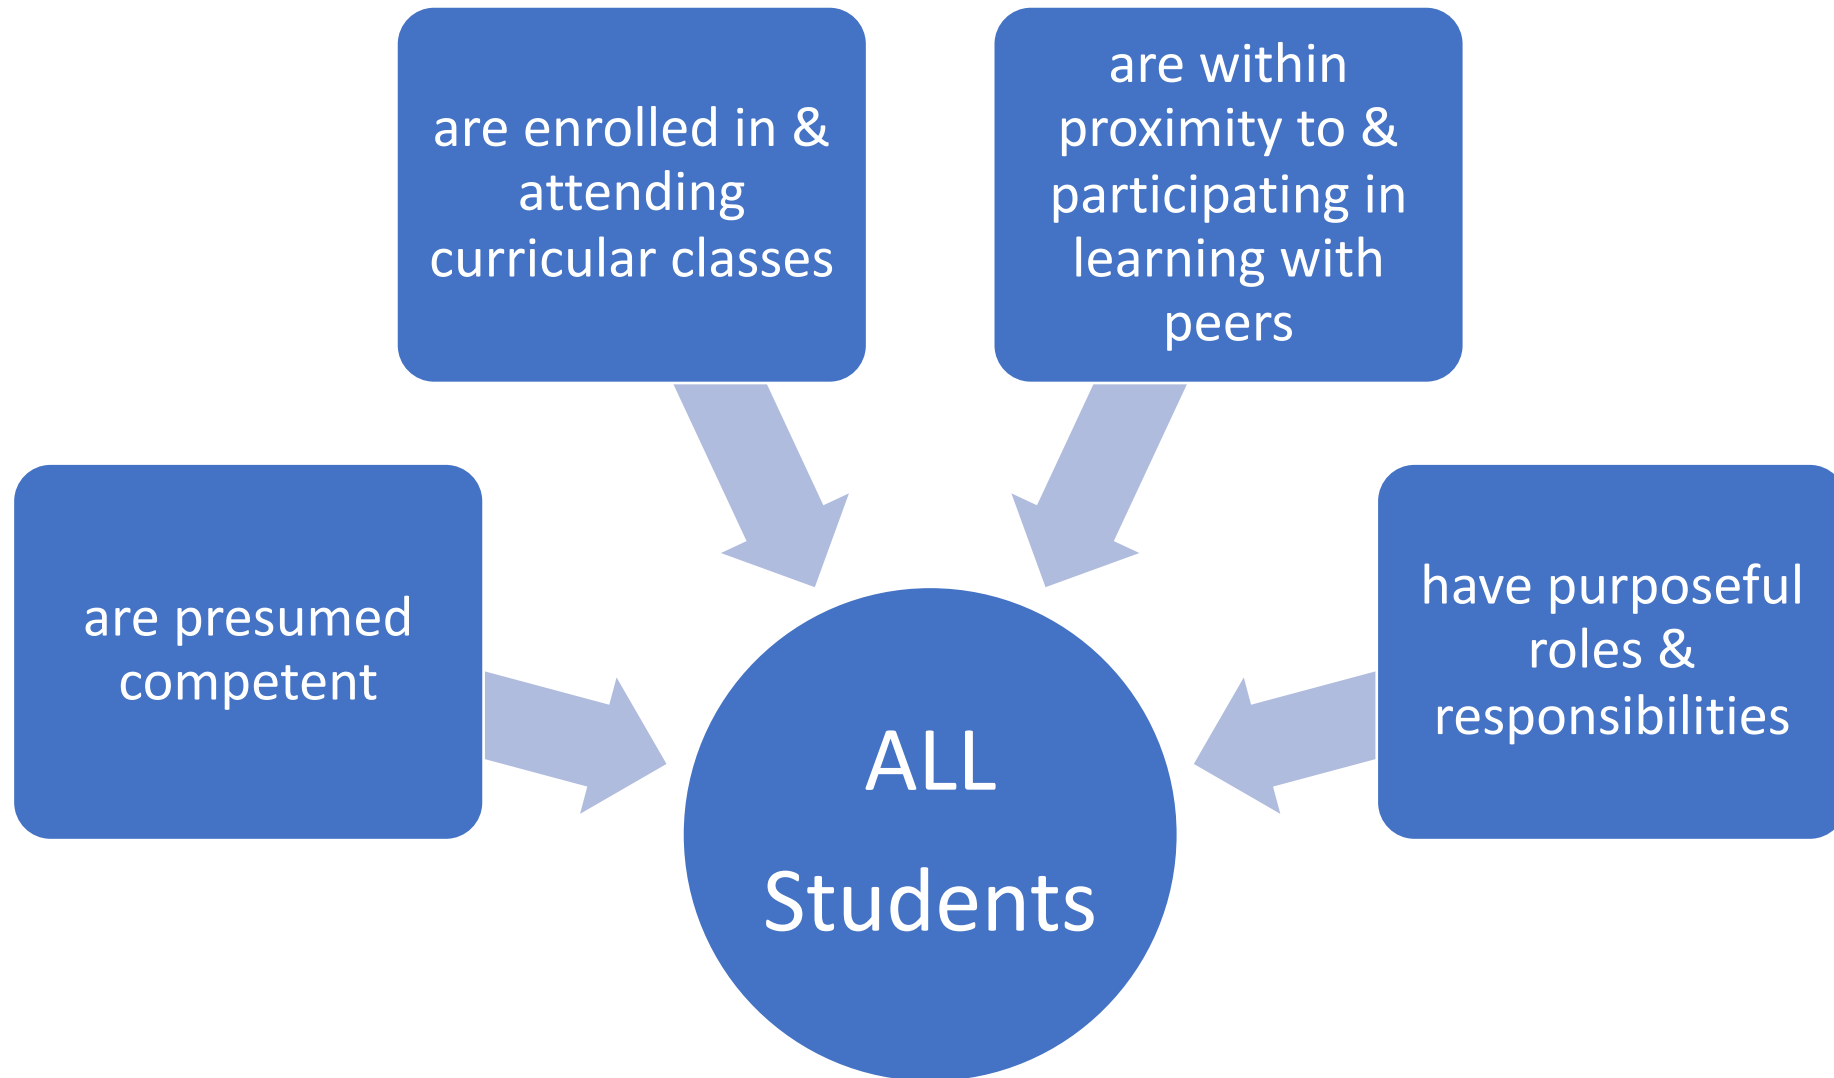 are enrolled in &
attending
curricular classes
are within
proximity to &
participating in
learning with
peers
are presumed
competent
have purposeful
roles &
responsibilities
ALL
Students